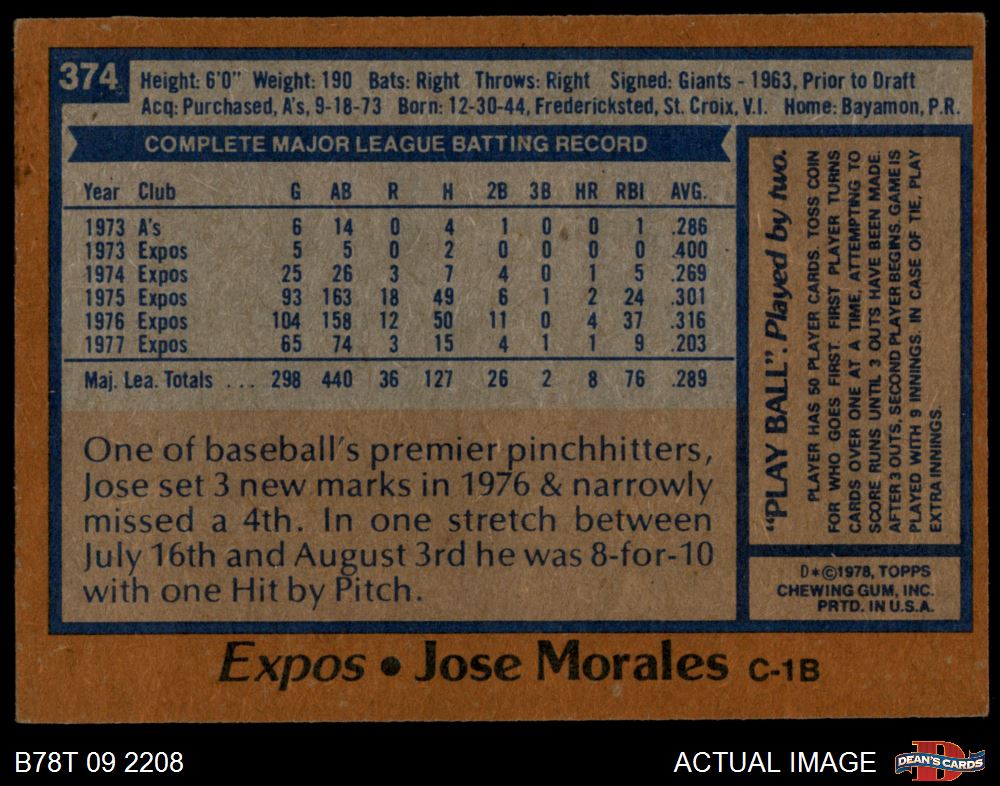 374
Height: 6'0" Weight: 190 Bats: Right Throws: Right Signed: Giants - 1963, Prior to Draft
Acq: Purchased, A's, 9-18-73 Born: 12-30-44, Fredericksted, St. Croix, V.I. Home: Bayamon, P.R.
COMPLETE MAJOR LEAGUE BATTING RECORD
Year Club G AB R H 2B 3B HR RBI AVG.
1973 A's 6 14 0 4 1 0 0 1 .286
1973 Expos 5 5 0 2 0 0 0 0 .400
1974 Expos 25 26 3 7 4 0 1 5 .269
1975 Expos 93 163 18 49 6 1 2 24 .301
1976 Expos 104 158 12 50 11 0 4 37 .316
1977 Expos 65 74 3 15 4 1 1 9 .203
Maj. Lea. Totals . . . 298 440 36 127 26 2 8 76 .289
One of baseball's premier pinchhitters,
Jose set 3 new marks in 1976 & narrowly
missed a 4th. In one stretch between
July 16th and August 3rd he was 8-for-10
with one Hit by Pitch.
"PLAY BALL". Played by two.
PLAYER HAS 50 PLAYER CARDS. TOSS COIN
FOR WHO GOES FIRST. FIRST PLAYER TURNS
CARDS OVER ONE AT A TIME, ATTEMPTING TO
SCORE RUNS UNTIL 3 OUTS HAVE BEEN MADE.
AFTER 3 OUTS, SECOND PLAYER BEGINS. GAME IS
PLAYED WITH 9 INNINGS. IN CASE OF TIE, PLAY
EXTRA INNINGS.
D*©1978, TOPPS
CHEWING GUM, INC.
PRTD. IN U.S.A.
Expos • Jose Morales C-1B
B78T 09 2208
ACTUAL IMAGE
D
DEAN'S CARDS